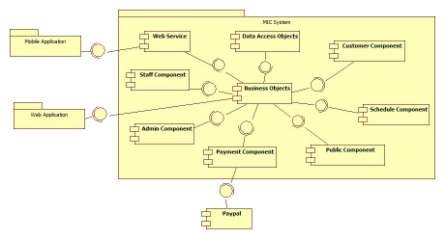 MIC System
Mobile Application
Web Service
Data Access Objects
Customer Component
Staff Component
Business Objects
Web Application
Schedule Component
Admin Component
Payment Component
Public Component
Paypal